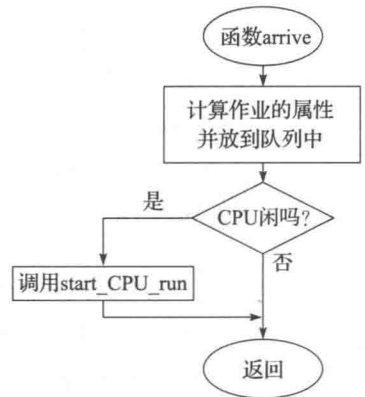 函数arrive
计算作业的属性
并放到队列中
CPU闲吗?
是
否
调用start_CPU_run
返回